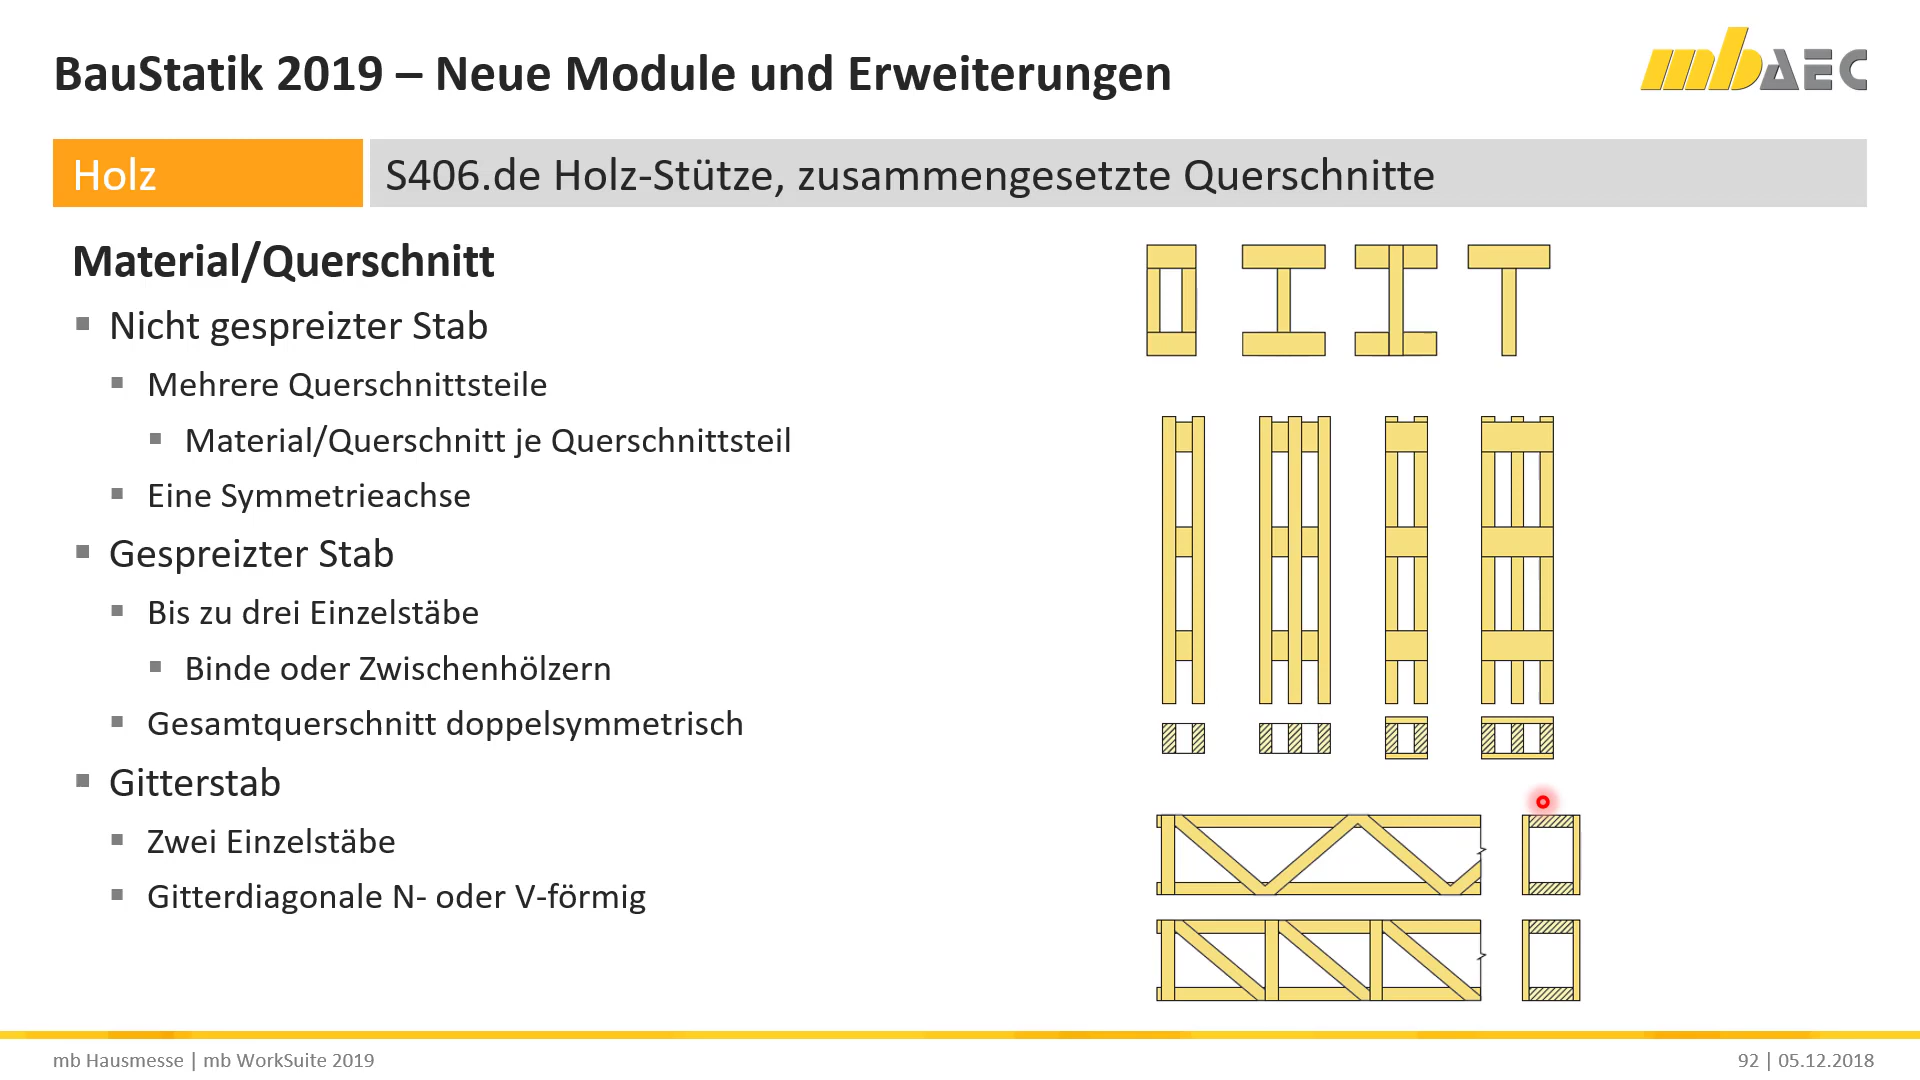 BauStatik 2019 – Neue Module und Erweiterungen
mbAEC
Holz
S406.de Holz-Stütze, zusammengesetzte Querschnitte
Material/Querschnitt
Nicht gespreizter Stab
Mehrere Querschnittsteile
Material/Querschnitt je Querschnittsteil
Eine Symmetrieachse
Gespreizter Stab
Bis zu drei Einzelstäbe
Binde oder Zwischenhölzern
Gesamtquerschnitt doppelsymmetrisch
Gitterstab
Zwei Einzelstäbe
Gitterdiagonale N- oder V-förmig
mb Hausmesse | mb WorkSuite 2019
92 | 05.12.2018